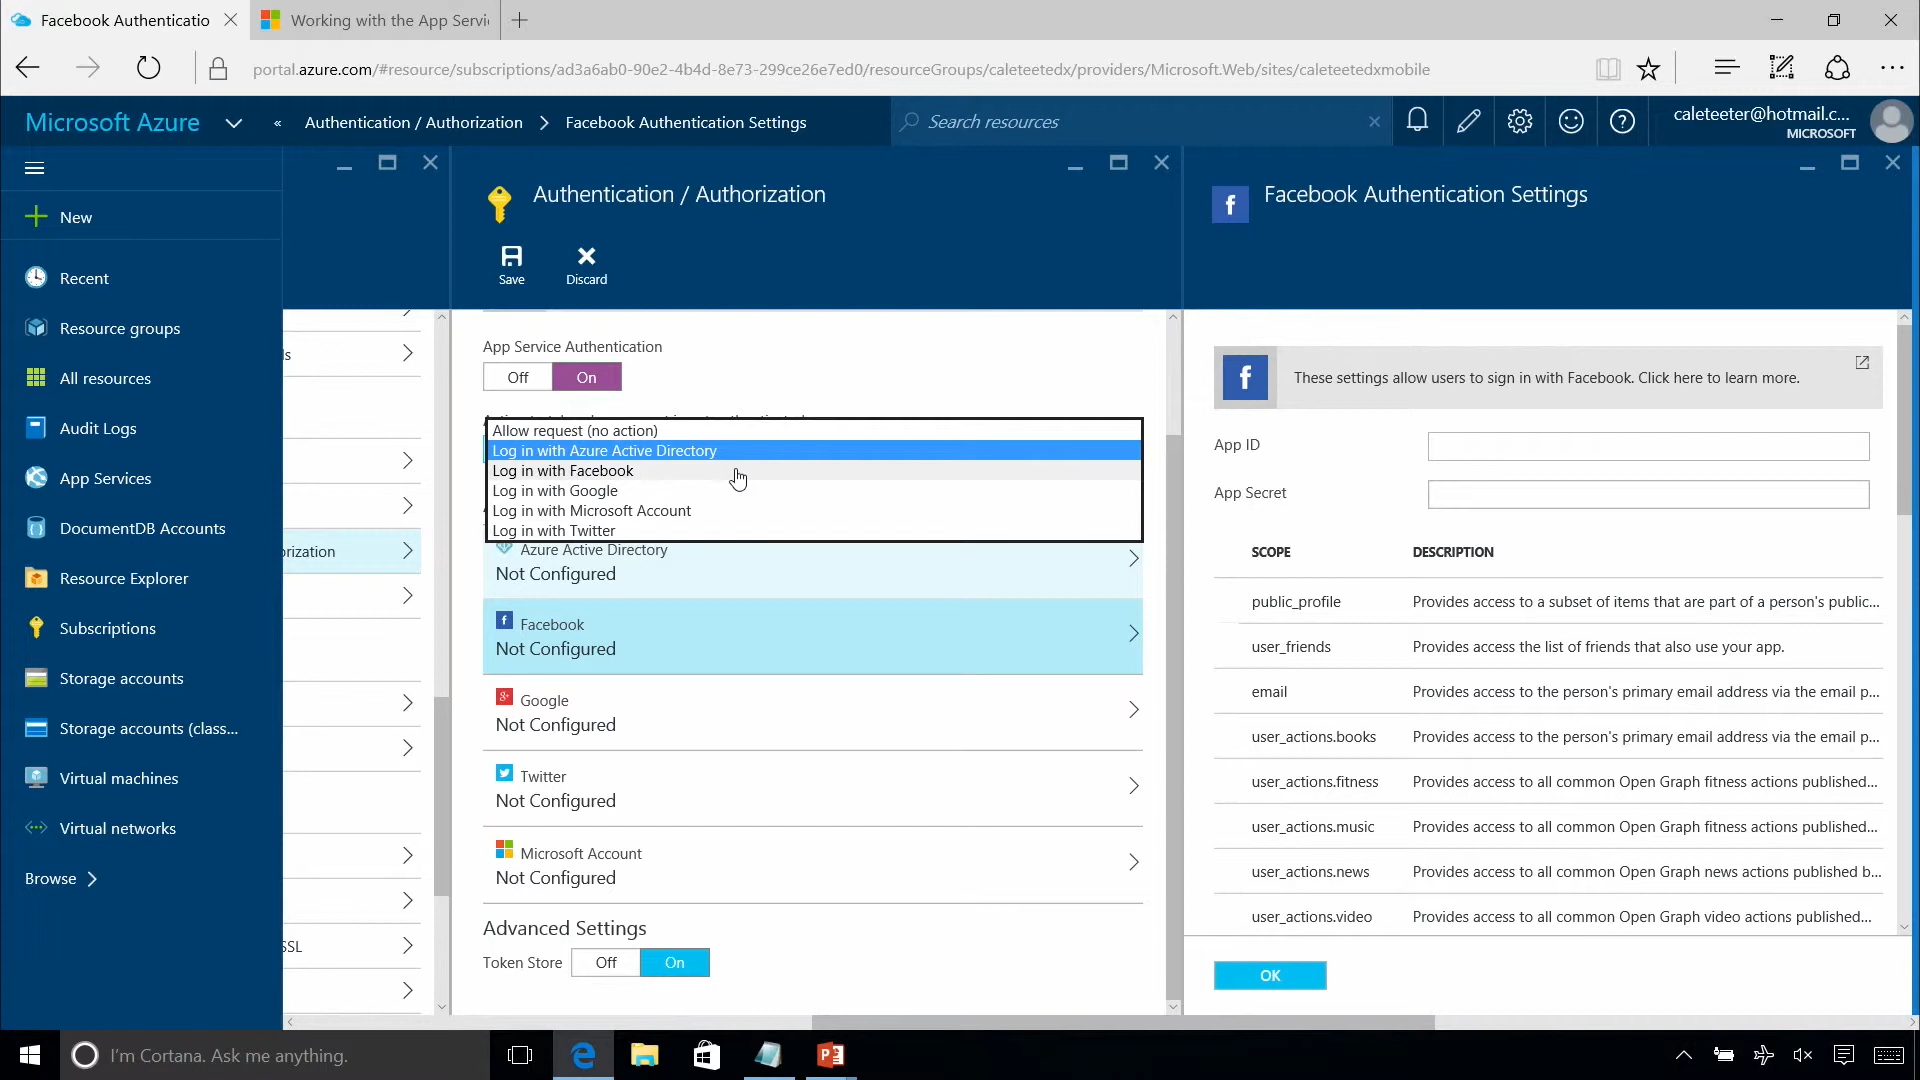 Facebook Authenticatio
Working with the App Servi
portal.azure.com/#resource/subscriptions/ad3a6ab0-90e2-4b4d-8e73-299ce26e7ed0/resourceGroups/caleteetedx/providers/Microsoft.Web/sites/caleteetedxmobile
Microsoft Azure
«
Authentication / Authorization
Facebook Authentication Settings
Search resources
caleteeter@hotmail.c...
MICROSOFT
New
Recent
Resource groups
All resources
Audit Logs
App Services
DocumentDB Accounts
Resource Explorer
Subscriptions
Storage accounts
Storage accounts (class...
Virtual machines
Virtual networks
Browse
ls
orization
SSL
Authentication / Authorization
Save
Discard
App Service Authentication
Off
On
Allow request (no action)
Log in with Azure Active Directory
Log in with Facebook
Log in with Google
Log in with Microsoft Account
Log in with Twitter
Azure Active Directory
Not Configured
Facebook
Not Configured
Google
Not Configured
Twitter
Not Configured
Microsoft Account
Not Configured
Advanced Settings
Token Store
Off
On
Facebook Authentication Settings
These settings allow users to sign in with Facebook. Click here to learn more.
App ID
App Secret
SCOPE DESCRIPTION
public_profile Provides access to a subset of items that are part of a person's public...
user_friends Provides access the list of friends that also use your app.
email Provides access to the person's primary email address via the email p...
user_actions.books Provides access to the person's primary email address via the email p...
user_actions.fitness Provides access to all common Open Graph fitness actions published...
user_actions.music Provides access to all common Open Graph fitness actions published...
user_actions.news Provides access to all common Open Graph news actions published b...
user_actions.video Provides access to all common Open Graph video actions published...
OK
I'm Cortana. Ask me anything.